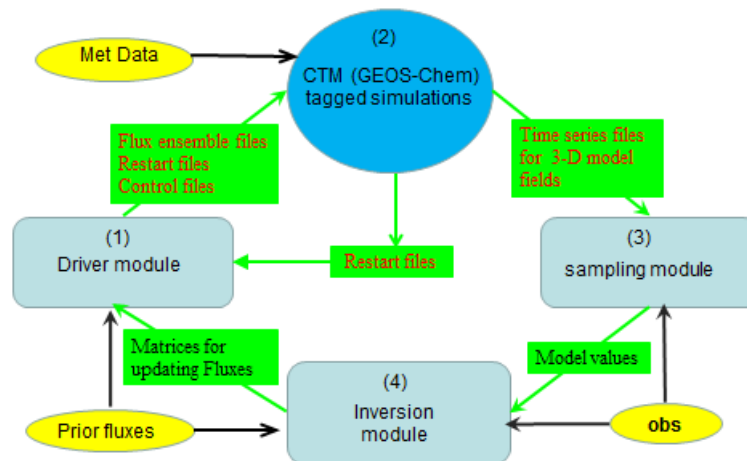 Met Data
(2)
CTM (GEOS-Chem)
tagged simulations
Flux ensemble files
Restart files
Control files
Time series files
for 3-D model
fields
(1)
Driver module
Restart files
(3)
sampling module
Matrices for
updating Fluxes
Model values
(4)
Inversion
module
Prior fluxes
obs